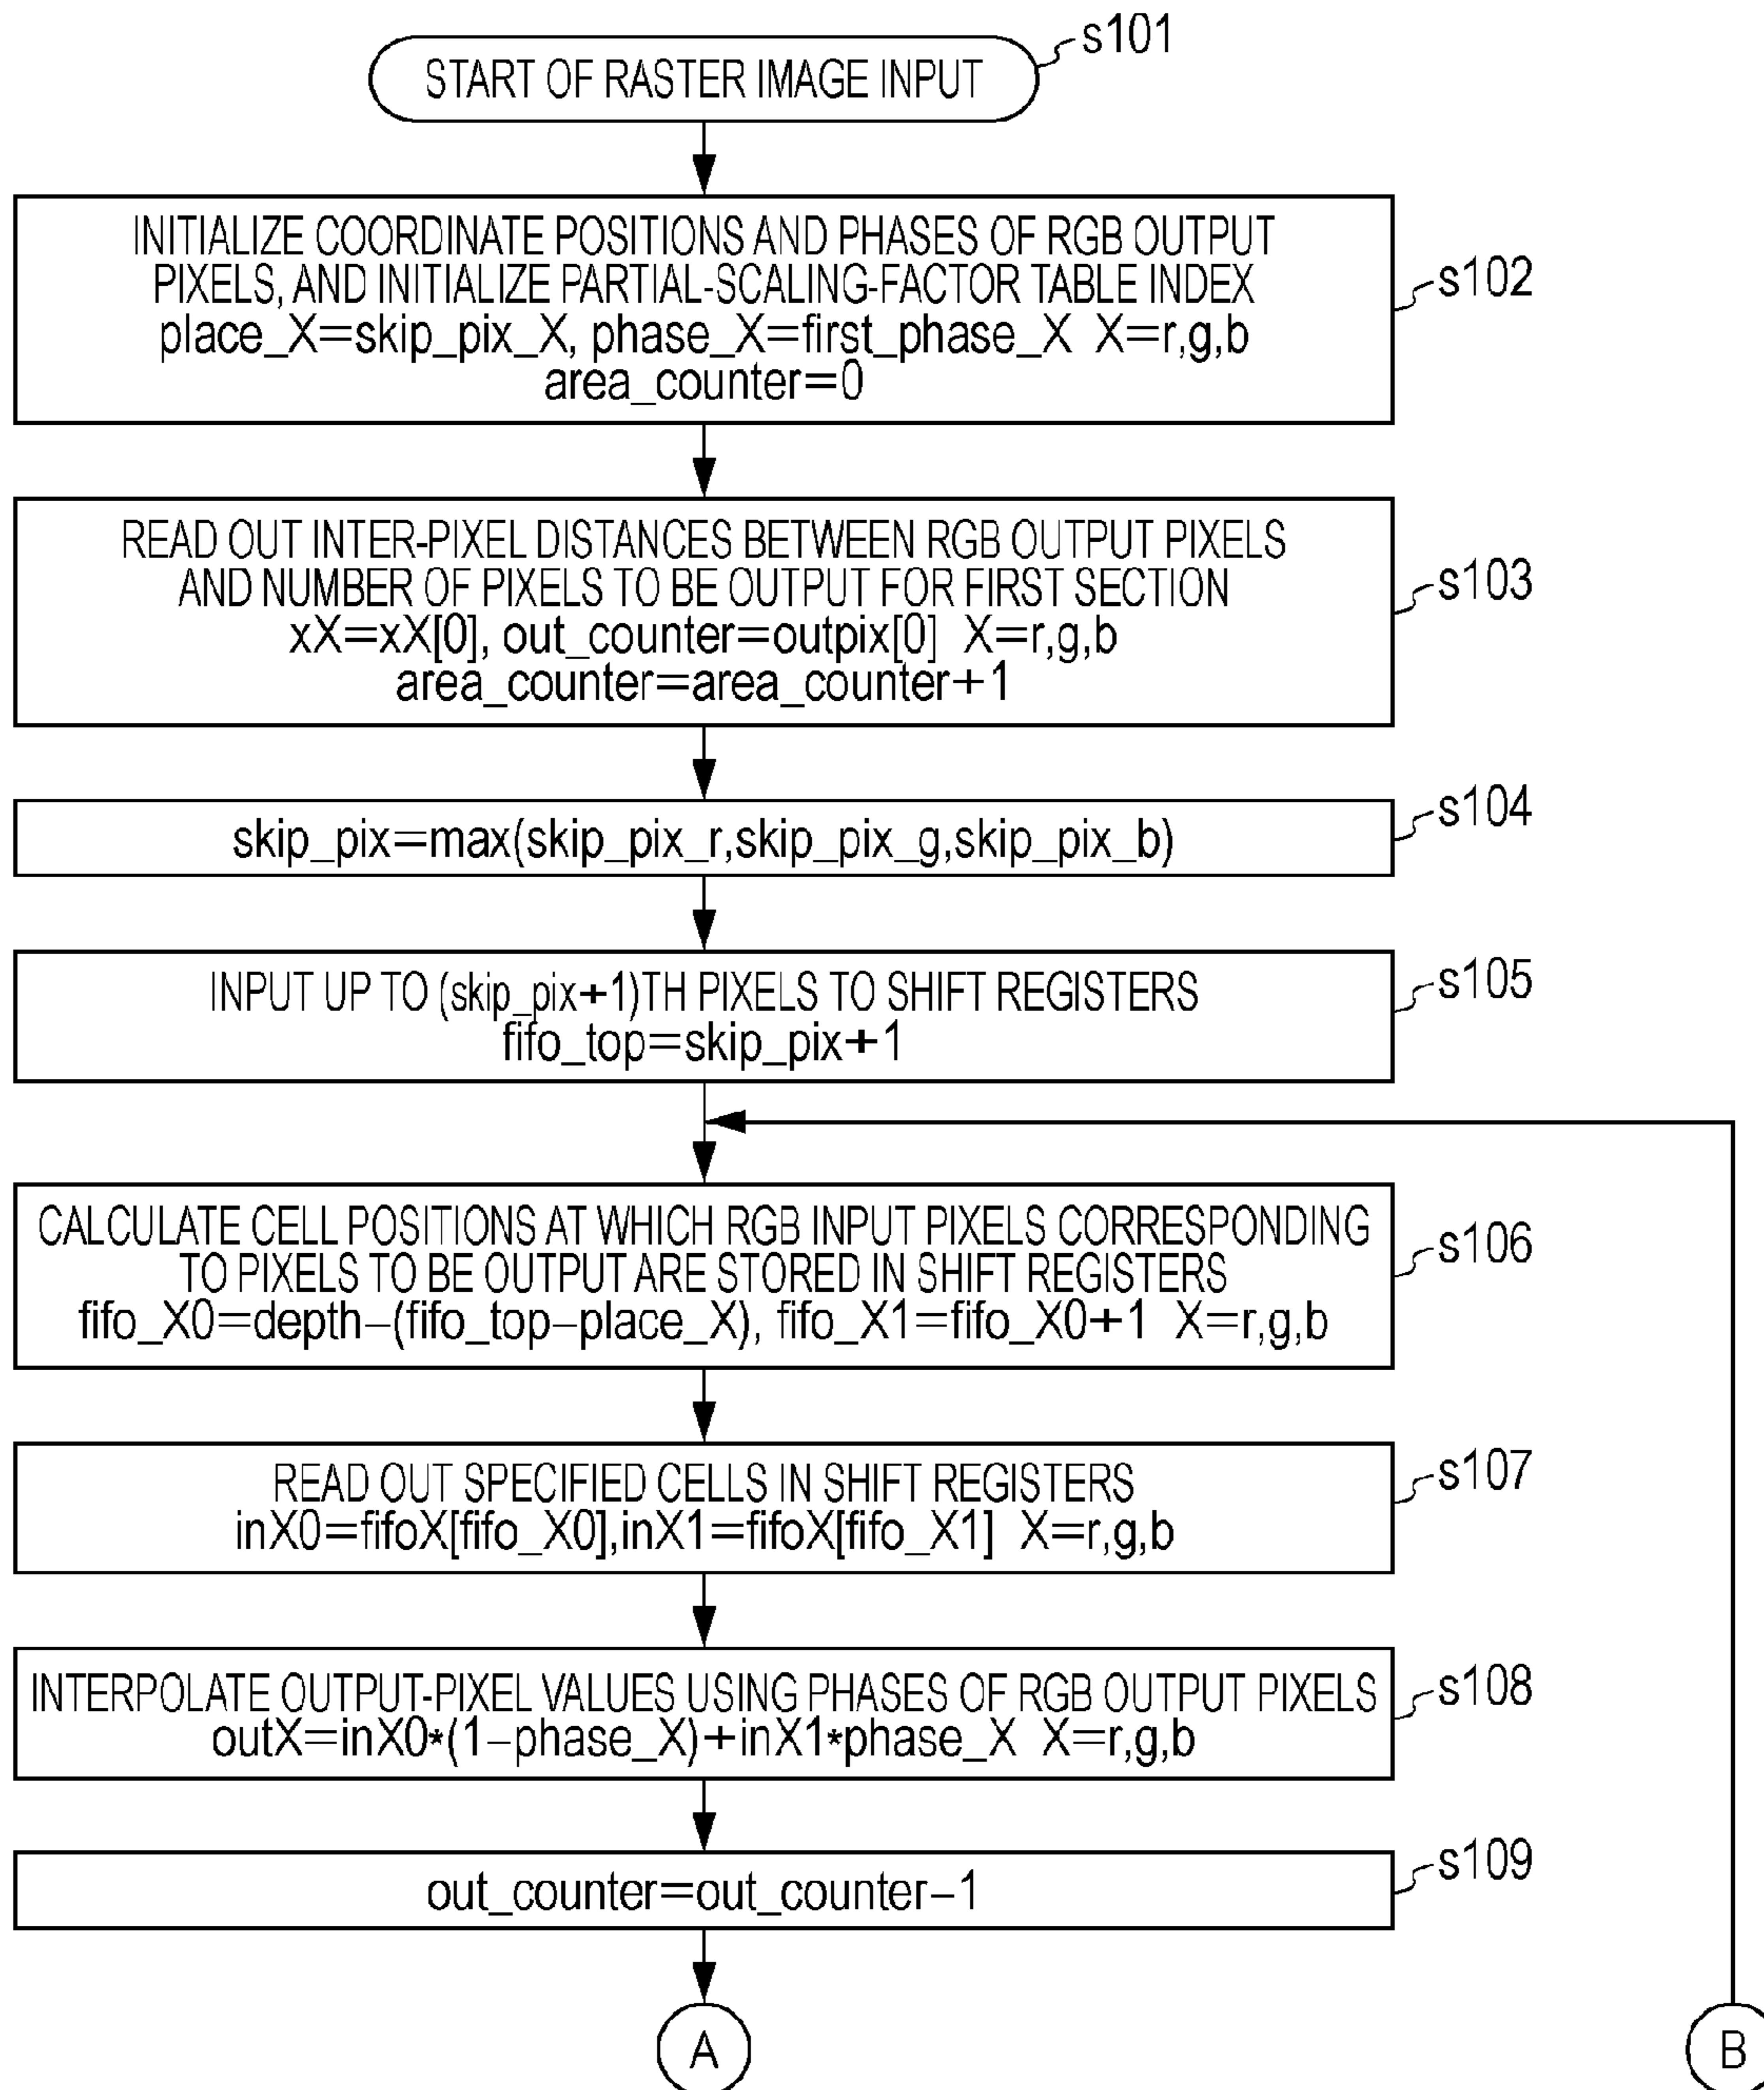 START OF RASTER IMAGE INPUT
s101
INITIALIZE COORDINATE POSITIONS AND PHASES OF RGB OUTPUT
PIXELS, AND INITIALIZE PARTIAL-SCALING-FACTOR TABLE INDEX
place_X=skip_pix_X, phase_X=first_phase_X X=r,g,b
area_counter=0
s102
READ OUT INTER-PIXEL DISTANCES BETWEEN RGB OUTPUT PIXELS
AND NUMBER OF PIXELS TO BE OUTPUT FOR FIRST SECTION
xX=xX[0], out_counter=outpix[0] X=r,g,b
area_counter=area_counter+1
s103
skip_pix=max(skip_pix_r,skip_pix_g,skip_pix_b)
s104
INPUT UP TO (skip_pix+1)TH PIXELS TO SHIFT REGISTERS
fifo_top=skip_pix+1
s105
CALCULATE CELL POSITIONS AT WHICH RGB INPUT PIXELS CORRESPONDING
TO PIXELS TO BE OUTPUT ARE STORED IN SHIFT REGISTERS
fifo_X0=depth−(fifo_top−place_X), fifo_X1=fifo_X0+1 X=r,g,b
s106
READ OUT SPECIFIED CELLS IN SHIFT REGISTERS
inX0=fifoX[fifo_X0],inX1=fifoX[fifo_X1] X=r,g,b
s107
INTERPOLATE OUTPUT-PIXEL VALUES USING PHASES OF RGB OUTPUT PIXELS
outX=inX0*(1−phase_X)+inX1*phase_X X=r,g,b
s108
out_counter=out_counter−1
s109
A
B